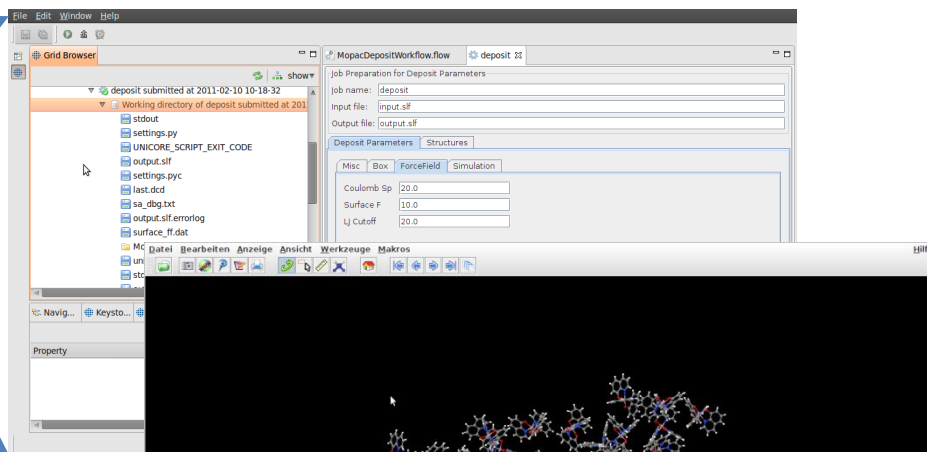 File Edit Window Help
Grid Browser
show
deposit submitted at 2011-02-10 10-18-32
Working directory of deposit submitted at 201
stdout
settings.py
UNICORE_SCRIPT_EXIT_CODE
output.slf
settings.pyc
last.dcd
sa_dbg.txt
output.slf.errorlog
surface_ff.dat
Mo
un
Navig... Keysto...
Property
MopacDepositWorkflow.flow deposit
Job Preparation for Deposit Parameters
Job name: deposit
Input file: input.slf
Output file: output.slf
Deposit Parameters Structures
Misc Box ForceField Simulation
Coulomb Sp 20.0
Surface F 10.0
LJ Cutoff 20.0
Datei Bearbeiten Anzeige Ansicht Werkzeuge Makros Hilf